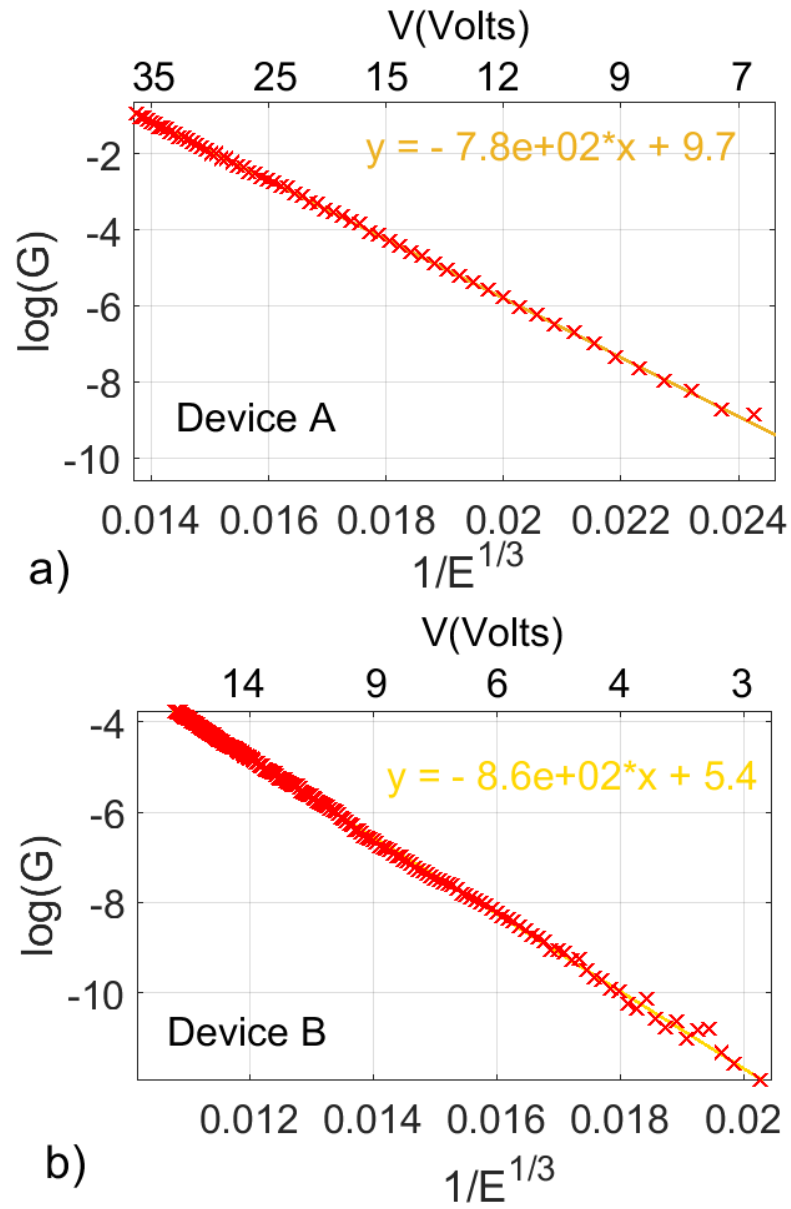 V(Volts)
35 25 15 12 9 7
y = - 7.8e+02*x + 9.7
-2
-4
-6
-8
-10
log(G)
Device A
0.014 0.016 0.018 0.02 0.022 0.024
1/E^1/3
a)
V(Volts)
14 9 6 4 3
y = - 8.6e+02*x + 5.4
-4
-6
-8
-10
log(G)
Device B
0.012 0.014 0.016 0.018 0.02
1/E^1/3
b)